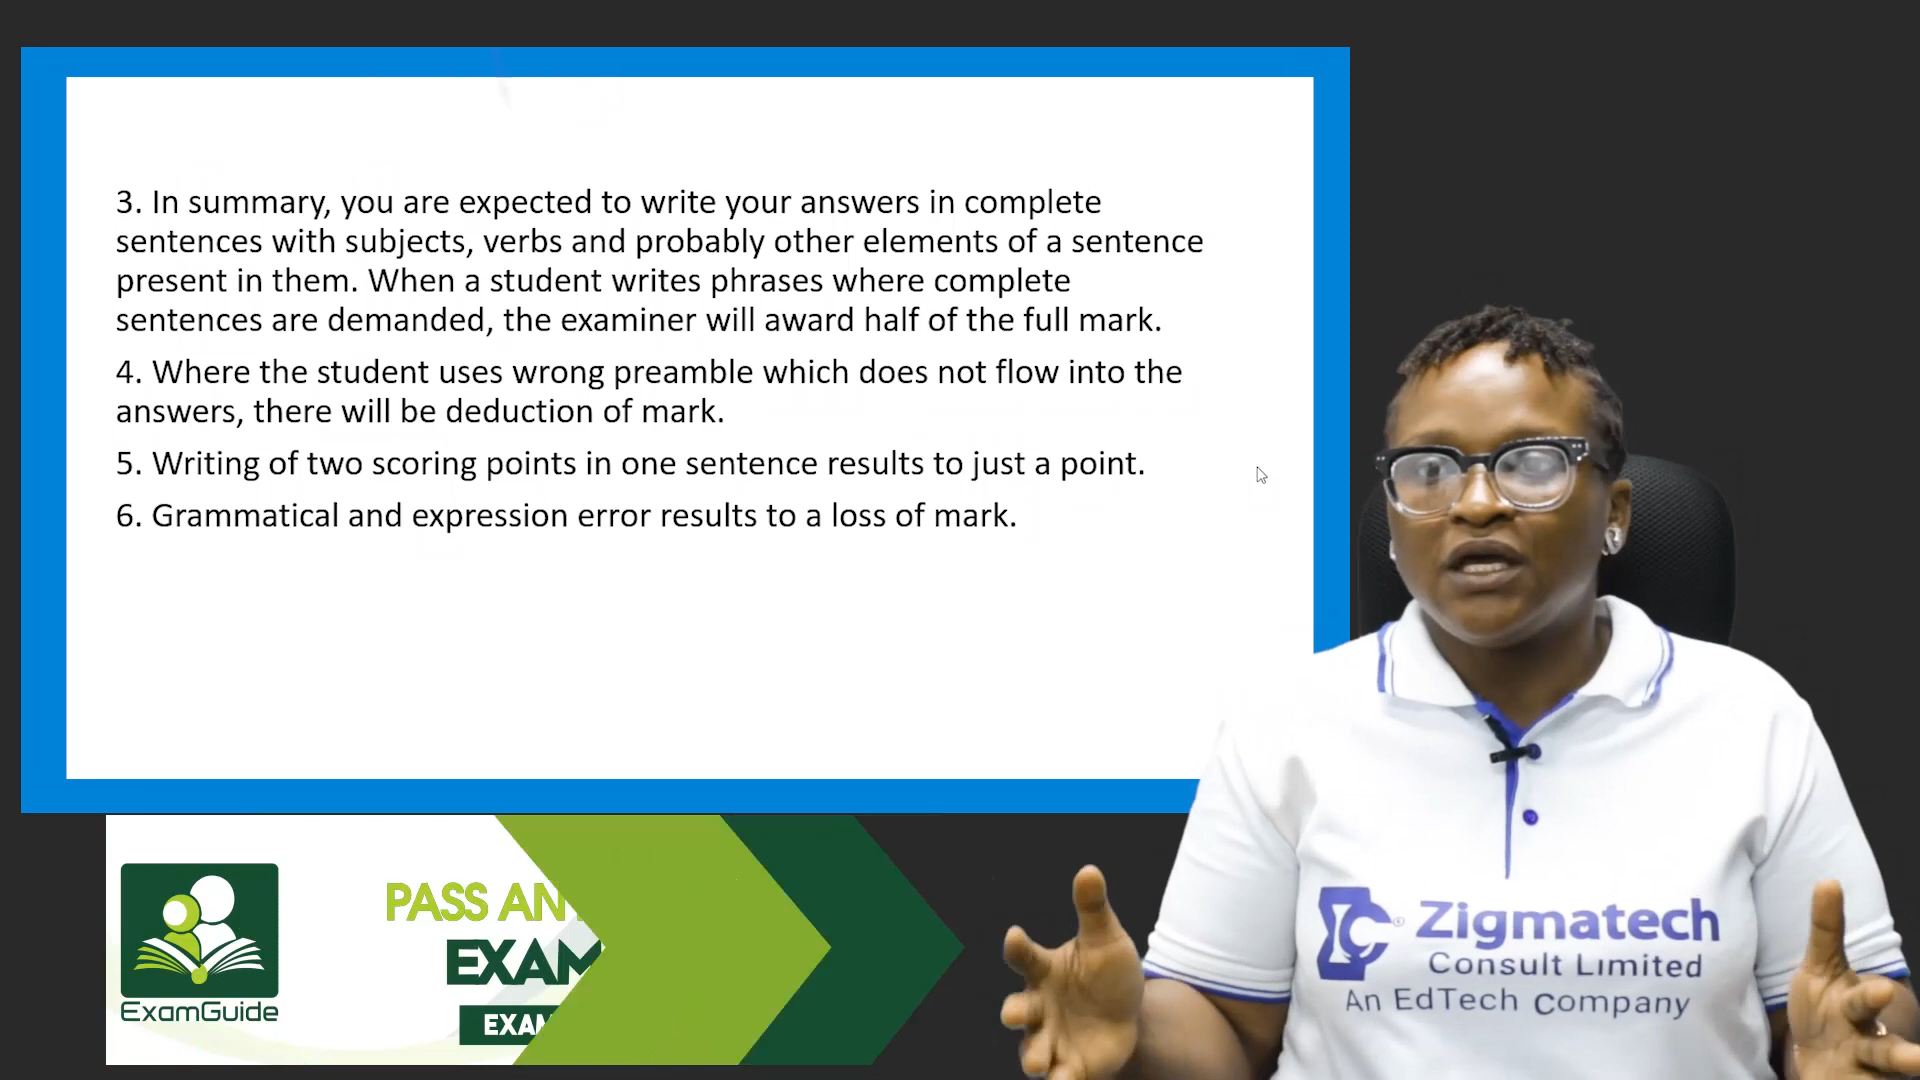 3. In summary, you are expected to write your answers in complete
sentences with subjects, verbs and probably other elements of a sentence
present in them. When a student writes phrases where complete
sentences are demanded, the examiner will award half of the full mark.
4. Where the student uses wrong preamble which does not flow into the
answers, there will be deduction of mark.
5. Writing of two scoring points in one sentence results to just a point.
6. Grammatical and expression error results to a loss of mark.
PASS AN
EXAM
EXAM
ExamGuide
Zigmatech
Consult Limited
An EdTech Company